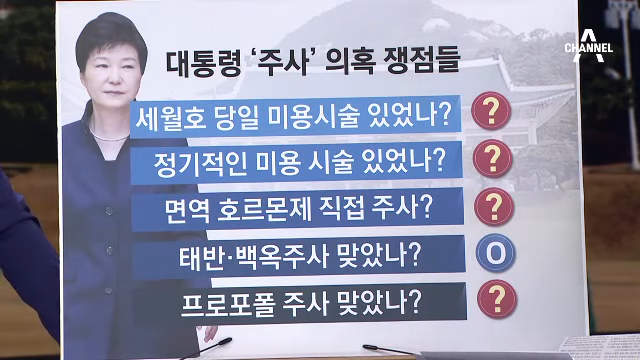 CHANNEL A
대통령 ‘주사’ 의혹 쟁점들
세월호 당일 미용시술 있었나? ?
정기적인 미용 시술 있었나? ?
면역 호르몬제 직접 주사? ?
태반·백옥주사 맞았나? O
프로포폴 주사 맞았나? ?